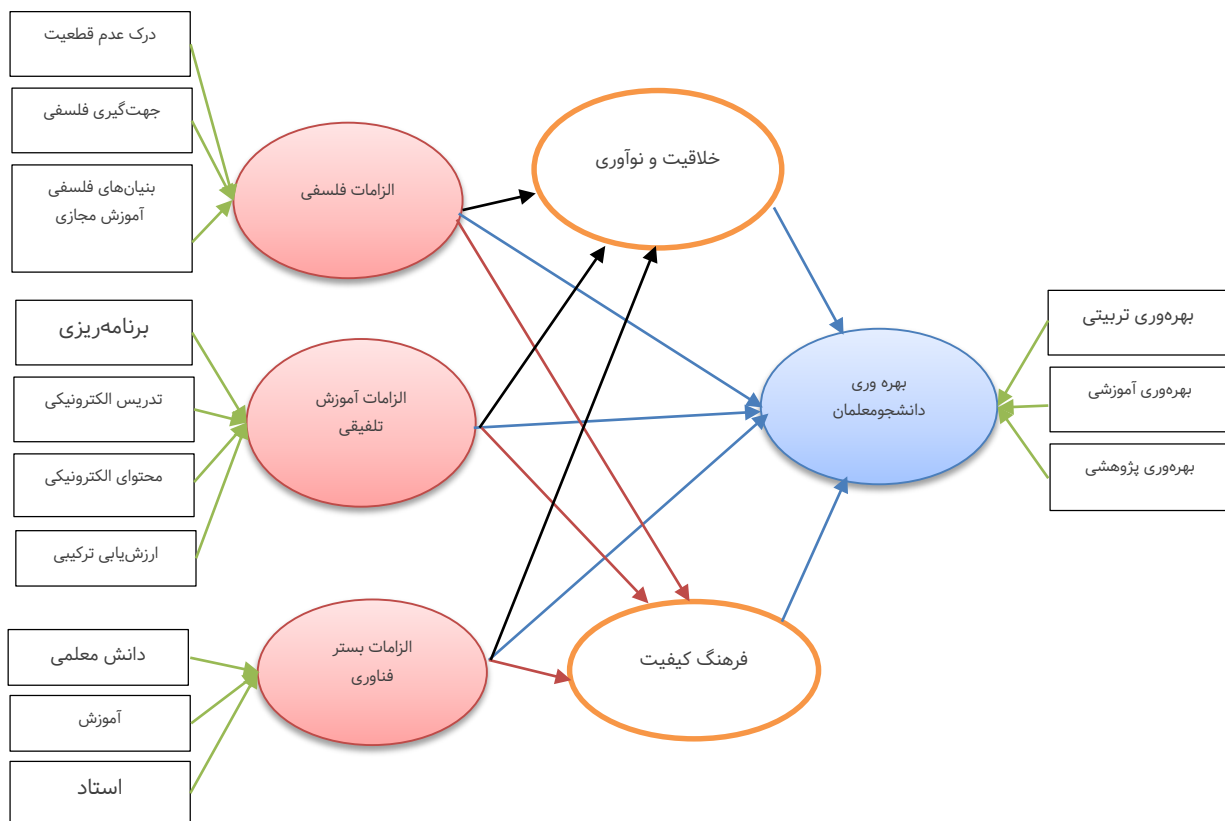 درک عدم قطعیت
جهت‌گیری فلسفی
بنیان‌های فلسفی
آموزش مجازی
برنامه‌ریزی
تدریس الکترونیکی
محتوای الکترونیکی
ارزش‌یابی ترکیبی
دانش معلمی
آموزش
استاد
الزامات فلسفی
الزامات آموزش
تلفیقی
الزامات بستر
فناوری
خلاقیت و نوآوری
فرهنگ کیفیت
بهره وری
دانشجومعلمان
بهره‌وری تربیتی
بهره‌وری آموزشی
بهره‌وری پژوهشی